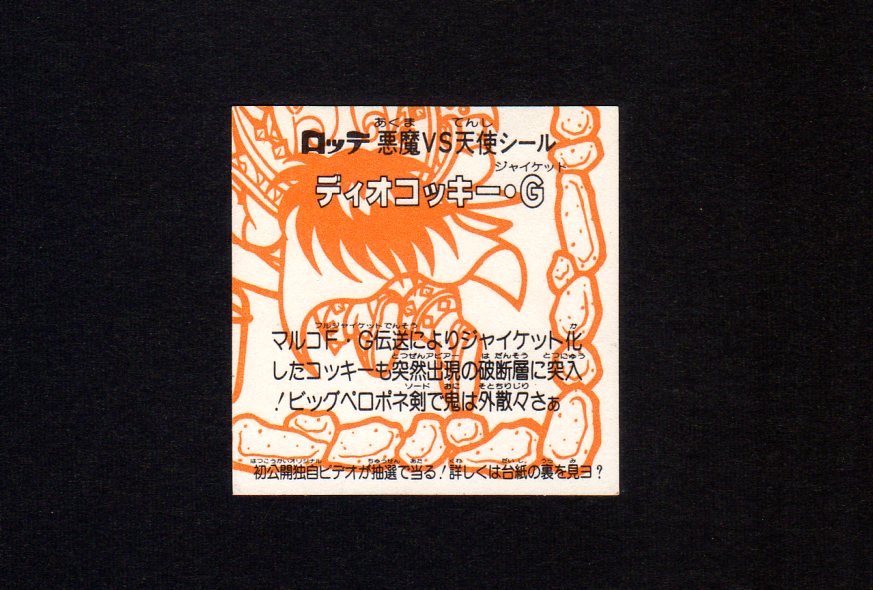 ロッテ 悪魔VS天使シール
ディオコッキー・G
マルコF・G伝送によりジャイケット化
したコッキーも突然出現の破断層に突入
!ビッグペロポネ剣で鬼は外散々さぁ
初公開独自ビデオが抽選で当る!詳しくは台紙の裏を見ヨ?